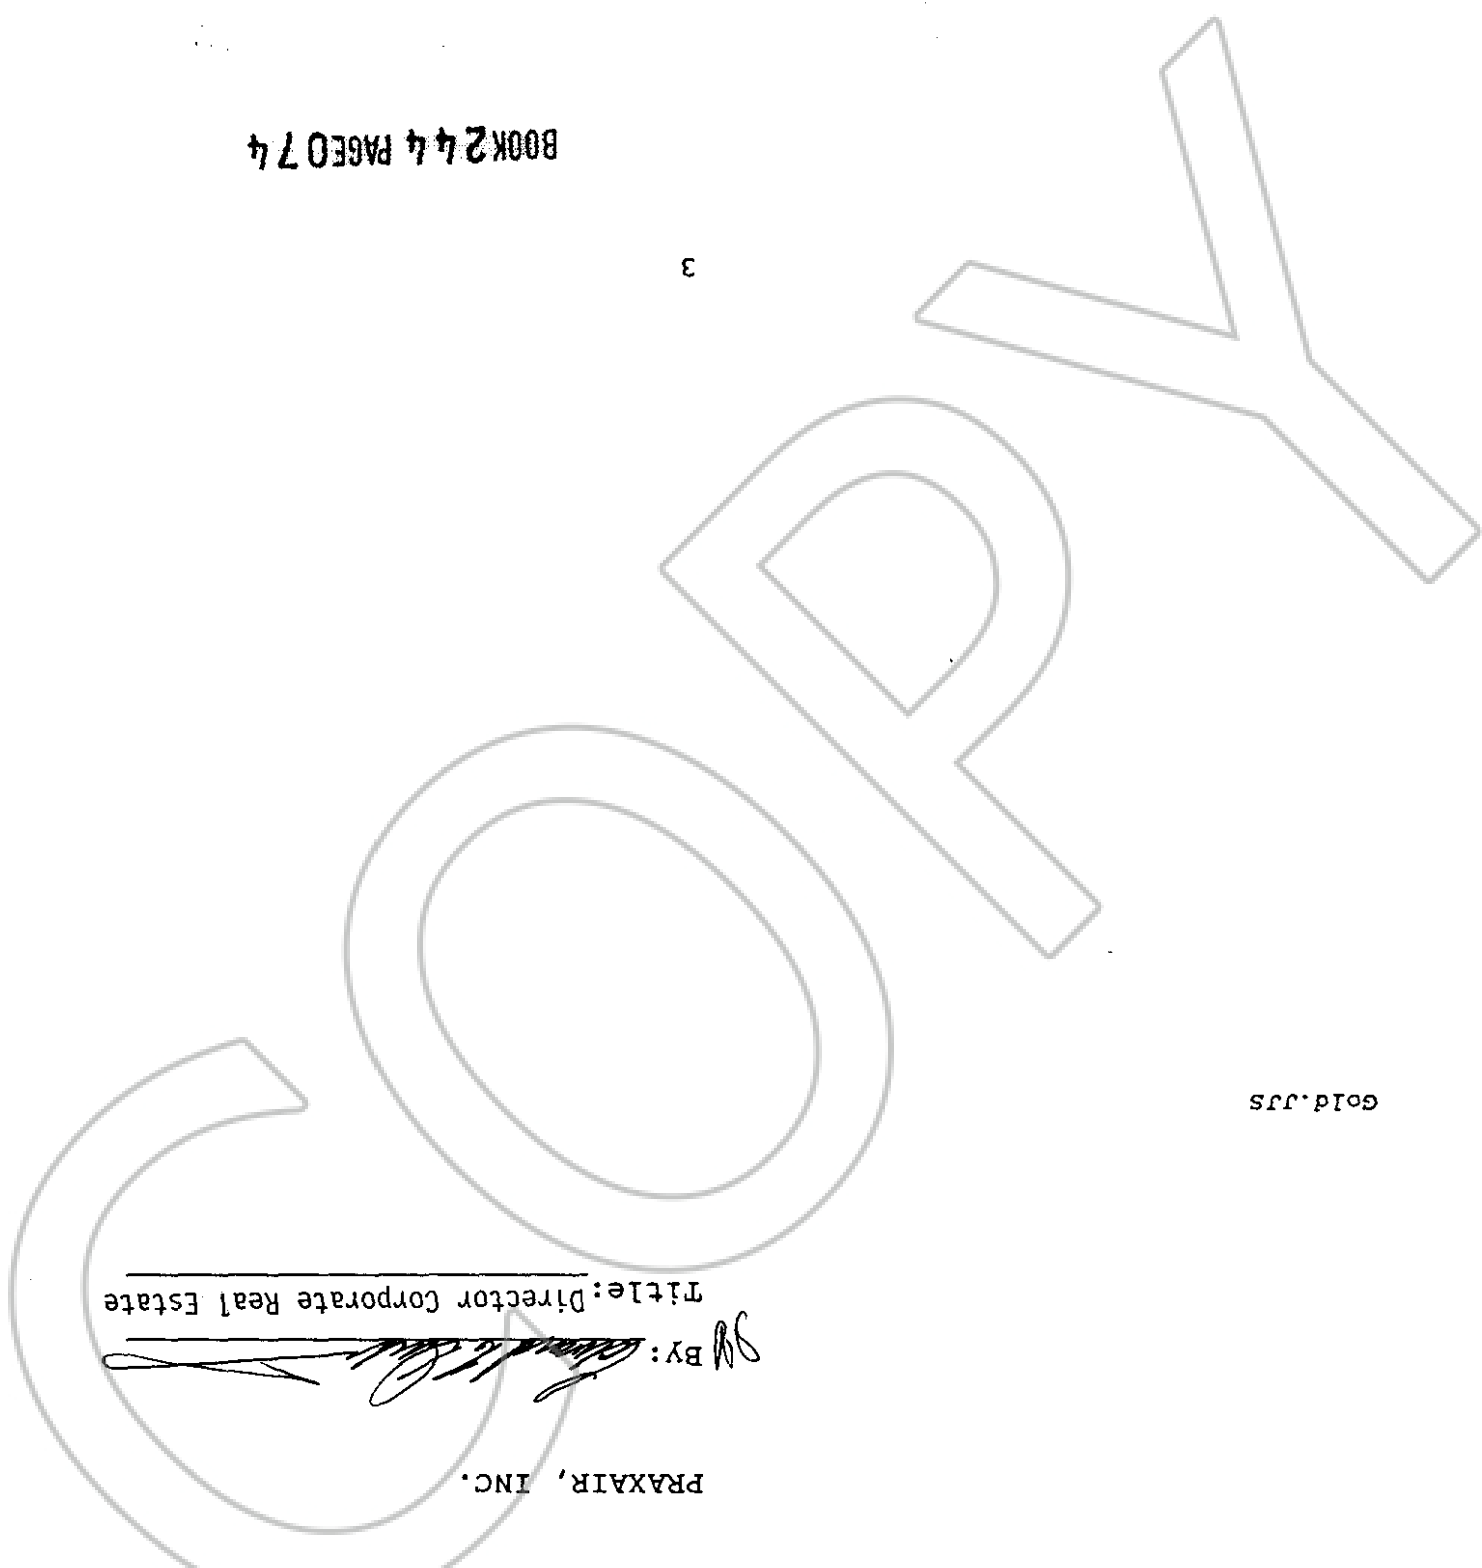 PRAXAIR, INC.
By:
Title: Director Corporate Real Estate
Gold.JJS
3
BOOK 244 PAGE 074
COPY